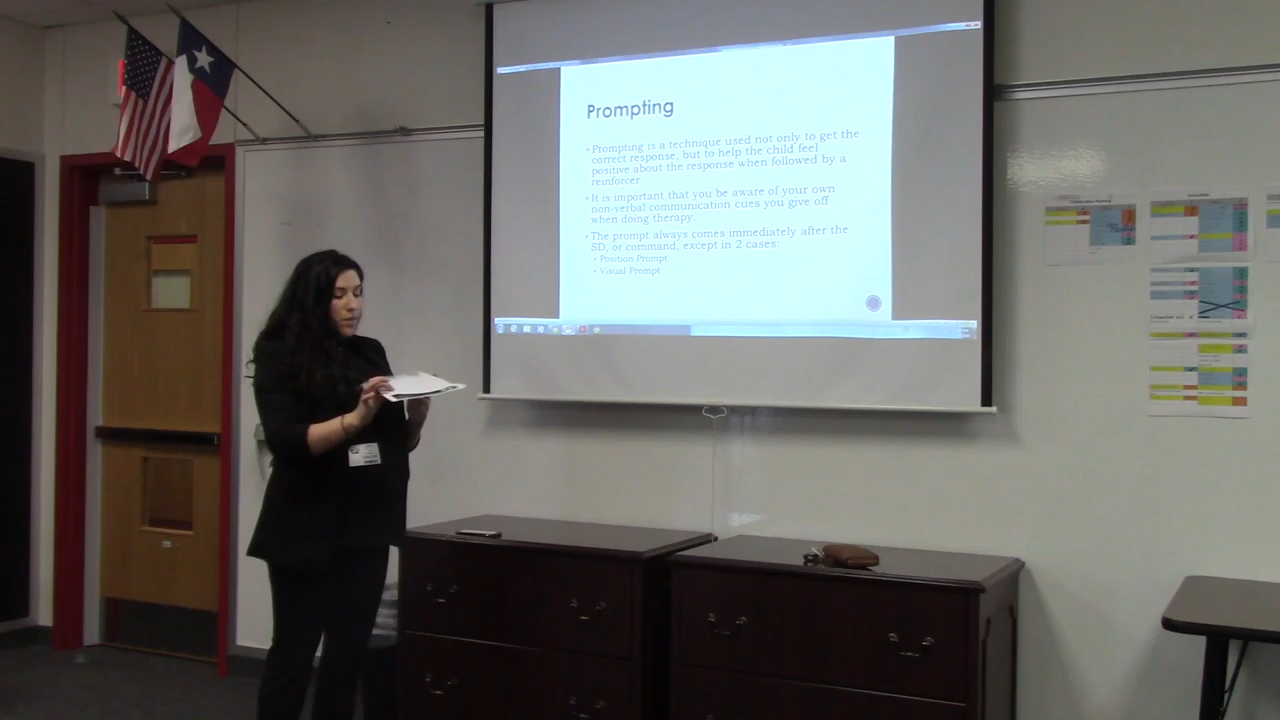 Prompting
• Prompting is a technique used not only to get the
correct response, but to help the child feel
positive about the response when followed by a
reinforcer.
• It is important that you be aware of your own
non-verbal communication cues you give off
when doing therapy.
• The prompt always comes immediately after the
SD, or command, except in 2 cases:
• Position Prompt
• Visual Prompt